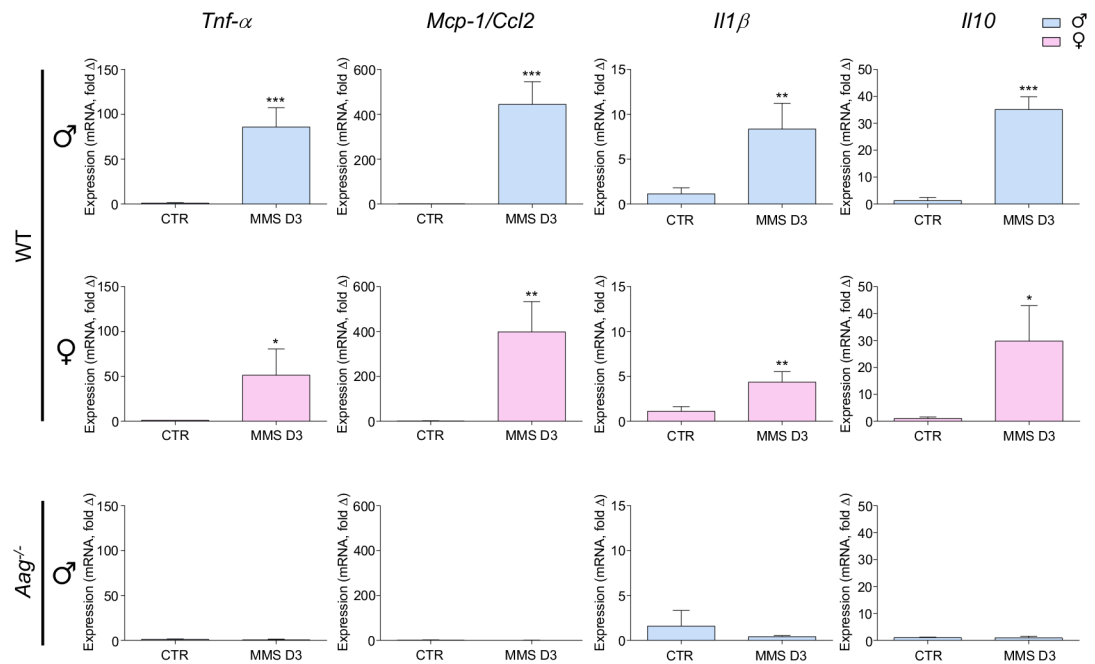 Tnf-α Mcp-1/Ccl2 Il1β Il10
♂
♀
WT
♂
Expression (mRNA, fold Δ)
150
100
50
0
CTR MMS D3
***
Expression (mRNA, fold Δ)
600
400
200
0
CTR MMS D3
***
Expression (mRNA, fold Δ)
15
10
5
0
CTR MMS D3
**
Expression (mRNA, fold Δ)
50
40
30
20
10
0
CTR MMS D3
***
♀
Expression (mRNA, fold Δ)
150
100
50
0
CTR MMS D3
*
Expression (mRNA, fold Δ)
600
400
200
0
CTR MMS D3
**
Expression (mRNA, fold Δ)
15
10
5
0
CTR MMS D3
**
Expression (mRNA, fold Δ)
50
40
30
20
10
0
CTR MMS D3
*
Aag-/-
♂
Expression (mRNA, fold Δ)
150
100
50
0
CTR MMS D3
Expression (mRNA, fold Δ)
600
400
200
0
CTR MMS D3
Expression (mRNA, fold Δ)
15
10
5
0
CTR MMS D3
Expression (mRNA, fold Δ)
50
40
30
20
10
0
CTR MMS D3